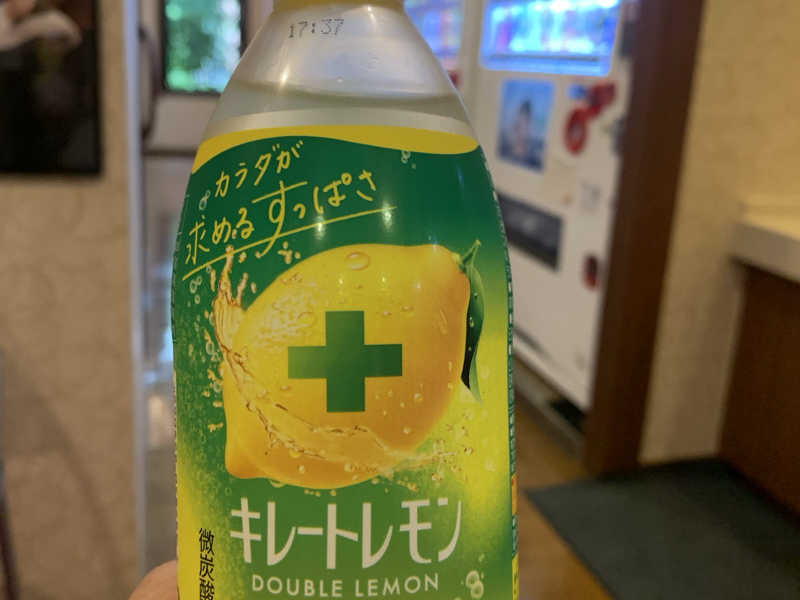 17:37
カラダが
求めるすっぱさ
キレートレモン
DOUBLE LEMON
微炭酸